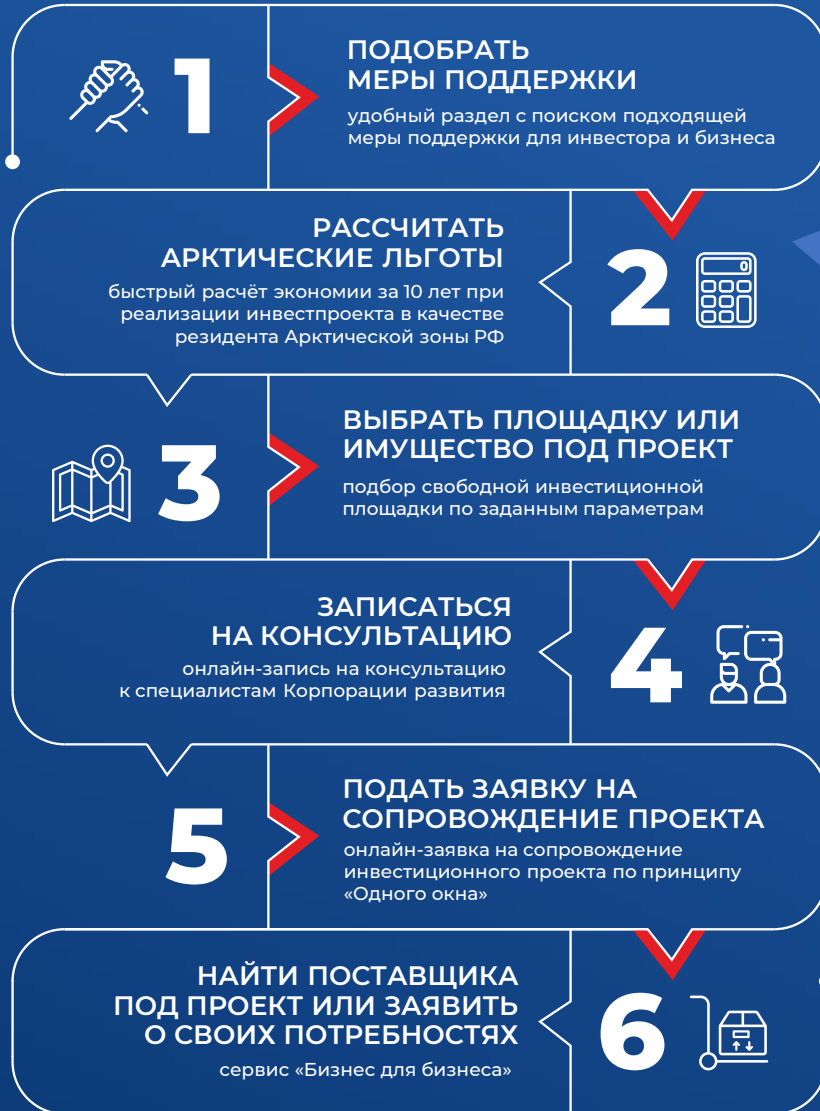 1
ПОДОБРАТЬ
МЕРЫ ПОДДЕРЖКИ
удобный раздел с поиском подходящей
меры поддержки для инвестора и бизнеса
РАССЧИТАТЬ
АРКТИЧЕСКИЕ ЛЬГОТЫ
быстрый расчёт экономии за 10 лет при
реализации инвестпроекта в качестве
резидента Арктической зоны РФ
2
0
3
ВЫБРАТЬ ПЛОЩАДКУ ИЛИ
ИМУЩЕСТВО ПОД ПРОЕКТ
подбор свободной инвестиционной
площадки по заданным параметрам
ЗАПИСАТЬСЯ
НА КОНСУЛЬТАЦИЮ
онлайн-запись на консультацию
к специалистам Корпорации развития
4
5
ПОДАТЬ ЗАЯВКУ НА
СОПРОВОЖДЕНИЕ ПРОЕКТА
онлайн-заявка на сопровождение
инвестиционного проекта по принципу
«Одного окна»
НАЙТИ ПОСТАВЩИКА
ПОД ПРОЕКТ ИЛИ ЗАЯВИТЬ
О СВОИХ ПОТРЕБНОСТЯХ
сервис «Бизнес для бизнеса»
6